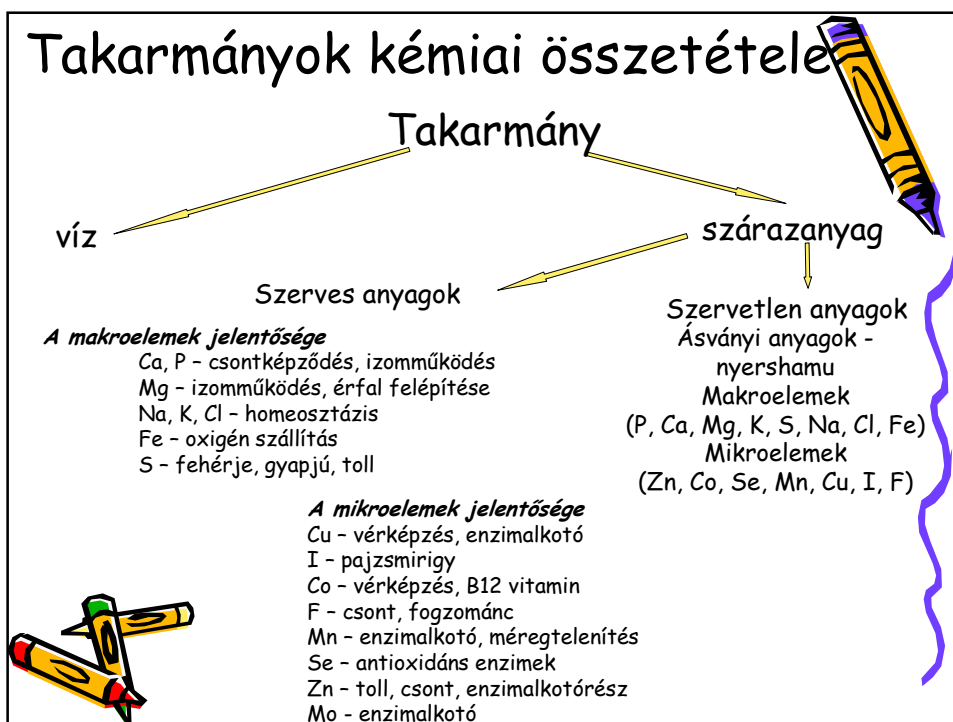 Takarmányok kémiai összetétele
Takarmány
víz
szárazanyag
Szerves anyagok
A makroelemek jelentősége
Ca, P – csontképződés, izomműködés
Mg – izomműködés, érfal felépítése
Na, K, Cl – homeosztázis
Fe – oxigén szállítás
S – fehérje, gyapjú, toll
Szervetlen anyagok
Ásványi anyagok -
nyershamu
Makroelemek
(P, Ca, Mg, K, S, Na, Cl, Fe)
Mikroelemek
(Zn, Co, Se, Mn, Cu, I, F)
A mikroelemek jelentősége
Cu – vérképzés, enzimalkotó
I – pajzsmirigy
Co – vérképzés, B12 vitamin
F – csont, fogzománc
Mn – enzimalkotó, méregtelenítés
Se – antioxidáns enzimek
Zn – toll, csont, enzimalkotórész
Mo - enzimalkotó